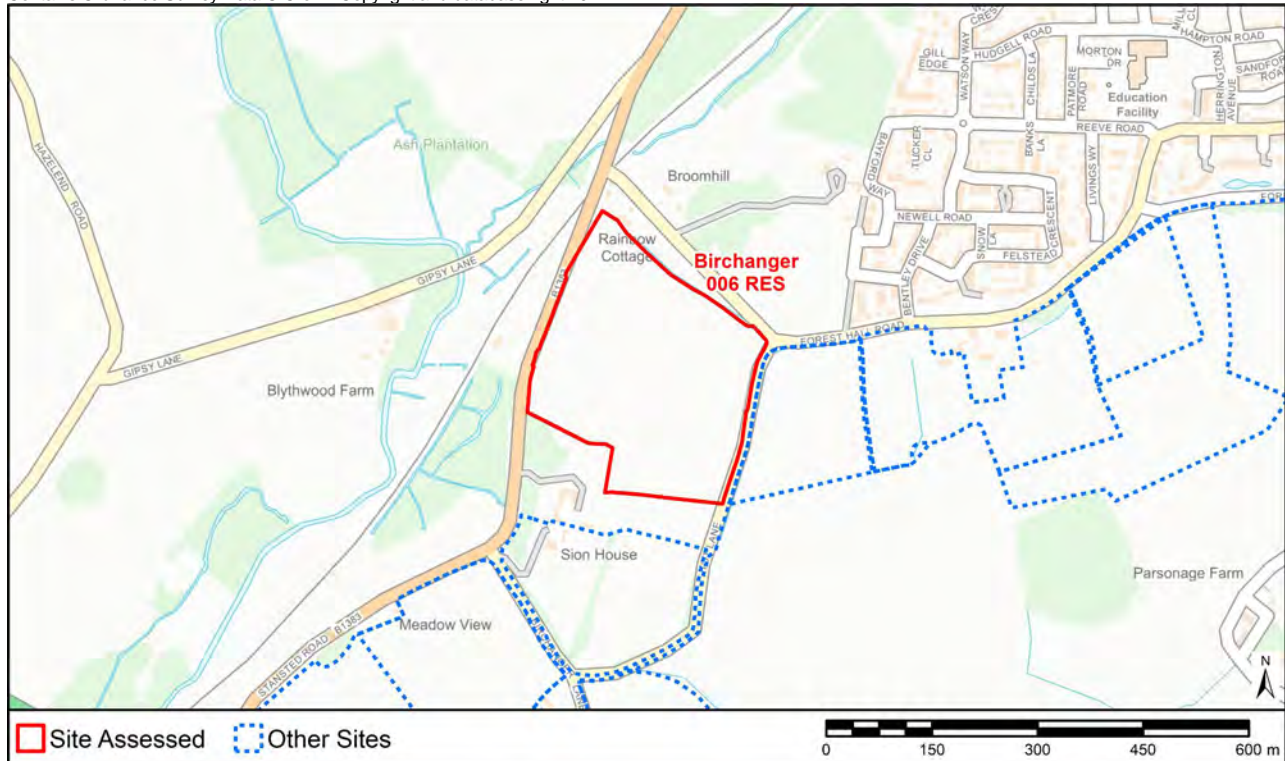 WATSON WAY
HUDGELL ROAD
GILL
EDGE
CHILDS LA
MORTON
DR
PATMORE
ROAD
HAMPTON ROAD
HERRINGTON
AVENUE
Education
Facility
REEVE ROAD
BANKS
LA
TUCKER
CL
BAYFORD
WAY
LIVINGS WY
NEWELL ROAD
SNOW
LA
FELSTEAD
CRESCENT
BENTLEY DRIVE
FOREST HALL ROAD
HAZELEND ROAD
Ash Plantation
Broomhill
Rainbow
Cottage
Birchanger
006 RES
B1383
GIPSY LANE
GIPSY LANE
Blythwood Farm
LANE
Sion House
Parsonage Farm
Meadow View
STANSTED ROAD B1383
LANE
N
Site Assessed
Other Sites
0 150 300 450 600 m